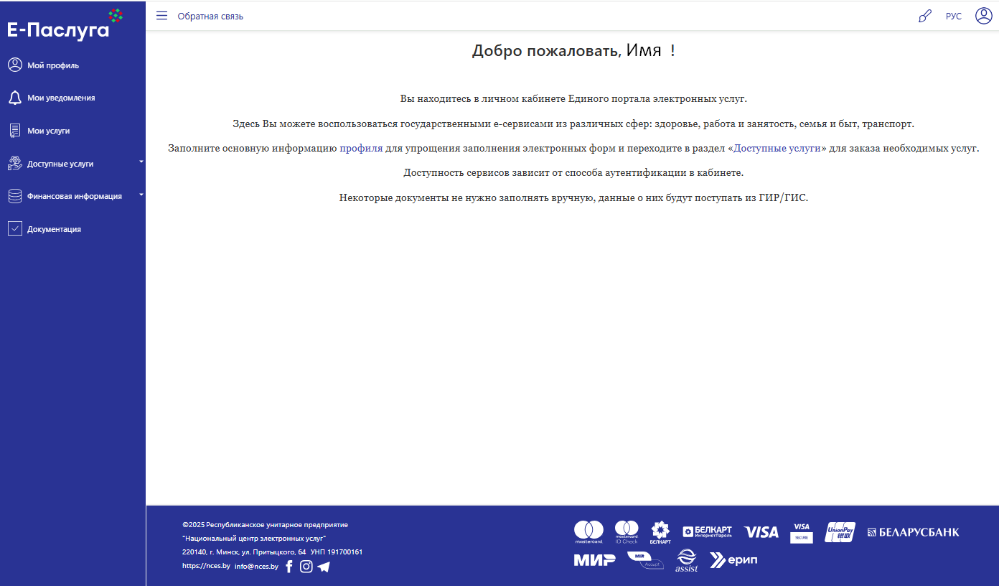 Е-Паслуга
Мой профиль
Мои уведомления
Мои услуги
Доступные услуги
Финансовая информация
Документация
Обратная связь
РУС
Добро пожаловать, Имя !
Вы находитесь в личном кабинете Единого портала электронных услуг.
Здесь Вы можете воспользоваться государственными е-сервисами из различных сфер: здоровье, работа и занятость, семья и быт, транспорт.
Заполните основную информацию профиля для упрощения заполнения электронных форм и переходите в раздел «Доступные услуги» для заказа необходимых услуг.
Доступность сервисов зависит от способа аутентификации в кабинете.
Некоторые документы не нужно заполнять вручную, данные о них будут поступать из ГИР/ГИС.
©2025 Республиканское унитарное предприятие
"Национальный центр электронных услуг"
220140, г. Минск, ул. Притыцкого, 64 УНП 191700161
https://nces.by info@nces.by
mastercard
mastercard
ID Check
БЕЛКАРТ
БЕЛКАРТ
ИнтернетПароль
VISA
VISA
SECURE
UnionPay
银联
БЕЛАРУСБАНК
МИР
MIR
Accept
assist
ерип